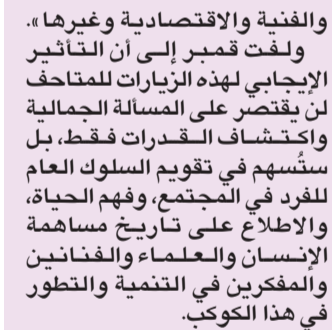 والفنية والاقتصادية وغيرها».
ولفت قمبر إلى أن التأثير
الإيجابي لهذه الزيارات للمتاحف
لن يقتصر على المسألة الجمالية
واكتشاف القدرات فقط، بل
ستُسهم في تقويم السلوك العام
للفرد في المجتمع، وفهم الحياة،
والاطلاع على تاريخ مساهمة
الإنسان والعلماء والفنانين
والمفكرين في التنمية والتطور
في هذا الكوكب.